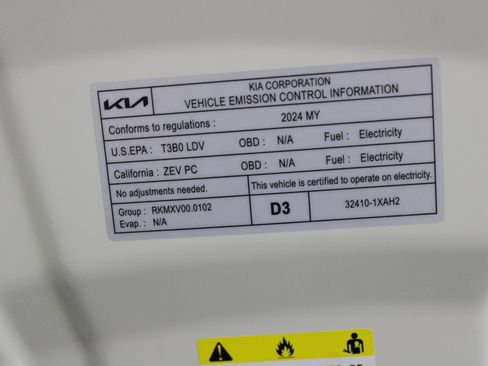 KIA CORPORATION
KIA VEHICLE EMISSION CONTROL INFORMATION
Conforms to regulations : 2024 MY
U.S.EPA : T3B0 LDV OBD : N/A Fuel : Electricity
California : ZEV PC OBD : N/A Fuel : Electricity
No adjustments needed. This vehicle is certified to operate on electricity.
Group : RKMXV00.0102 D3 32410-1XAH2
Evap. : N/A